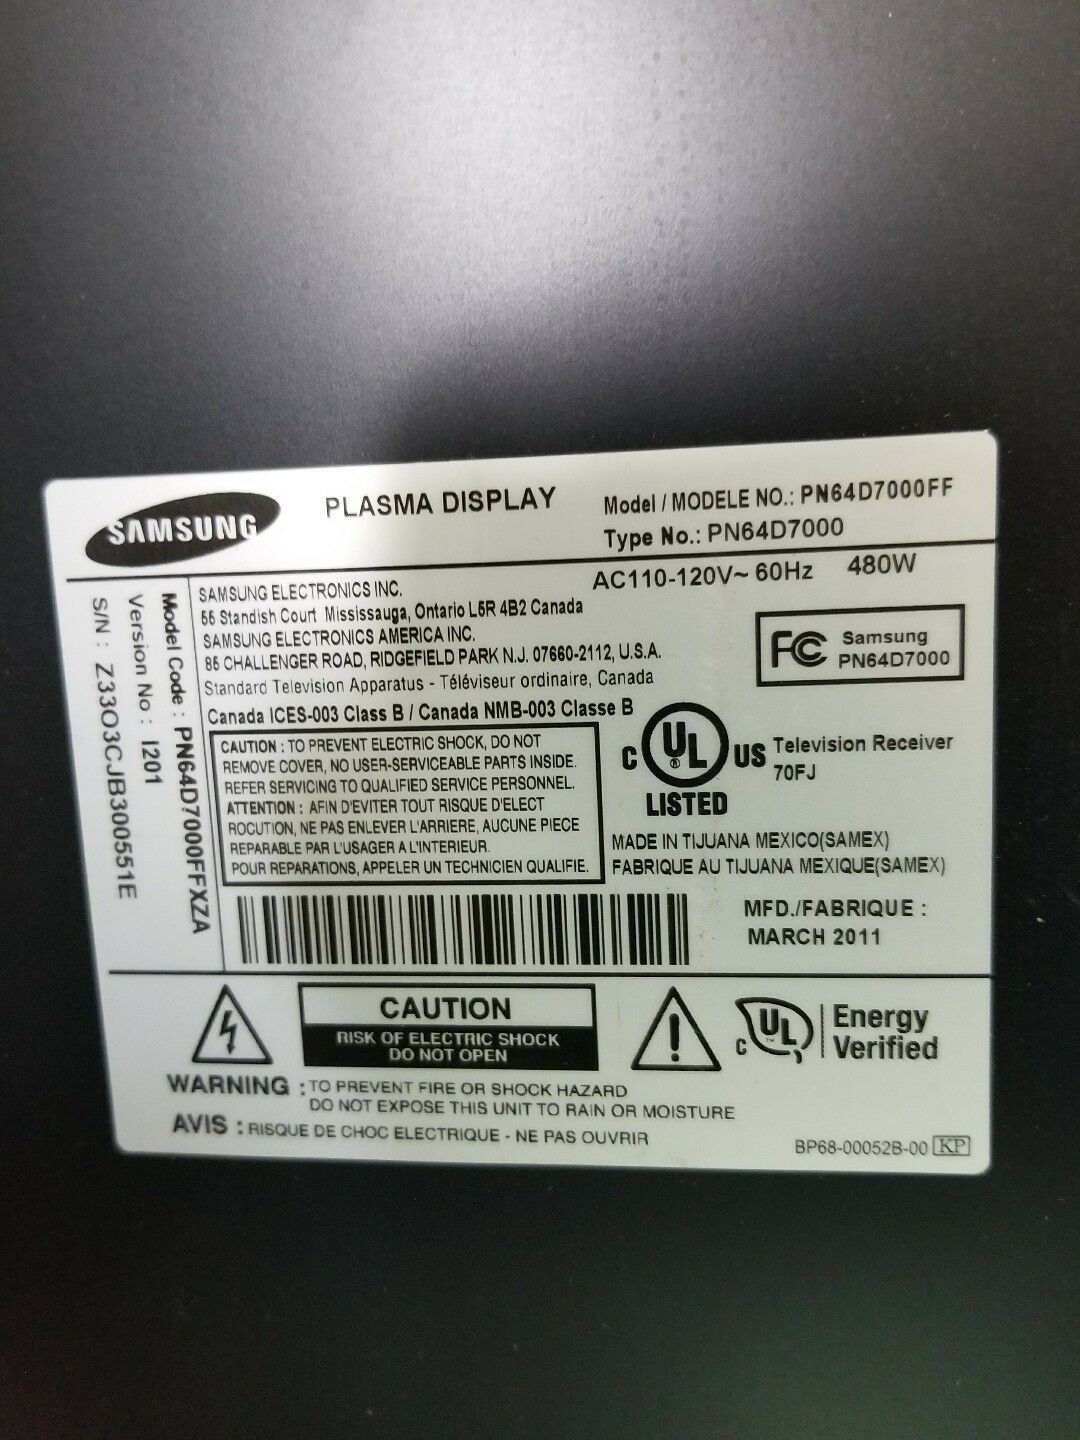 SAMSUNG
PLASMA DISPLAY
Model / MODELE NO.: PN64D7000FF
Type No.: PN64D7000
AC110-120V~ 60Hz 480W
SAMSUNG ELECTRONICS INC.
55 Standish Court Mississauga, Ontario L5R 4B2 Canada
SAMSUNG ELECTRONICS AMERICA INC.
85 CHALLENGER ROAD, RIDGEFIELD PARK N.J. 07660-2112, U.S.A.
Standard Television Apparatus - Téléviseur ordinaire, Canada
Canada ICES-003 Class B / Canada NMB-003 Classe B
FC Samsung
PN64D7000
Model Code : PN64D7000FFXZA
Version No : I201
S/N : Z33O3CJB300551E
CAUTION : TO PREVENT ELECTRIC SHOCK, DO NOT
REMOVE COVER, NO USER-SERVICEABLE PARTS INSIDE.
REFER SERVICING TO QUALIFIED SERVICE PERSONNEL.
ATTENTION : AFIN D'EVITER TOUT RISQUE D'ELECT
ROCUTION, NE PAS ENLEVER L'ARRIERE, AUCUNE PIECE
REPARABLE PAR L'USAGER A L'INTERIEUR.
POUR REPARATIONS, APPELER UN TECHNICIEN QUALIFIE.
C UL ® US
LISTED
Television Receiver
70FJ
MADE IN TIJUANA MEXICO(SAMEX)
FABRIQUE AU TIJUANA MEXIQUE(SAMEX)
MFD./FABRIQUE :
MARCH 2011
CAUTION
RISK OF ELECTRIC SHOCK
DO NOT OPEN
C UL ™ Energy
Verified
WARNING : TO PREVENT FIRE OR SHOCK HAZARD
DO NOT EXPOSE THIS UNIT TO RAIN OR MOISTURE
AVIS : RISQUE DE CHOC ELECTRIQUE - NE PAS OUVRIR
BP68-00052B-00 KP